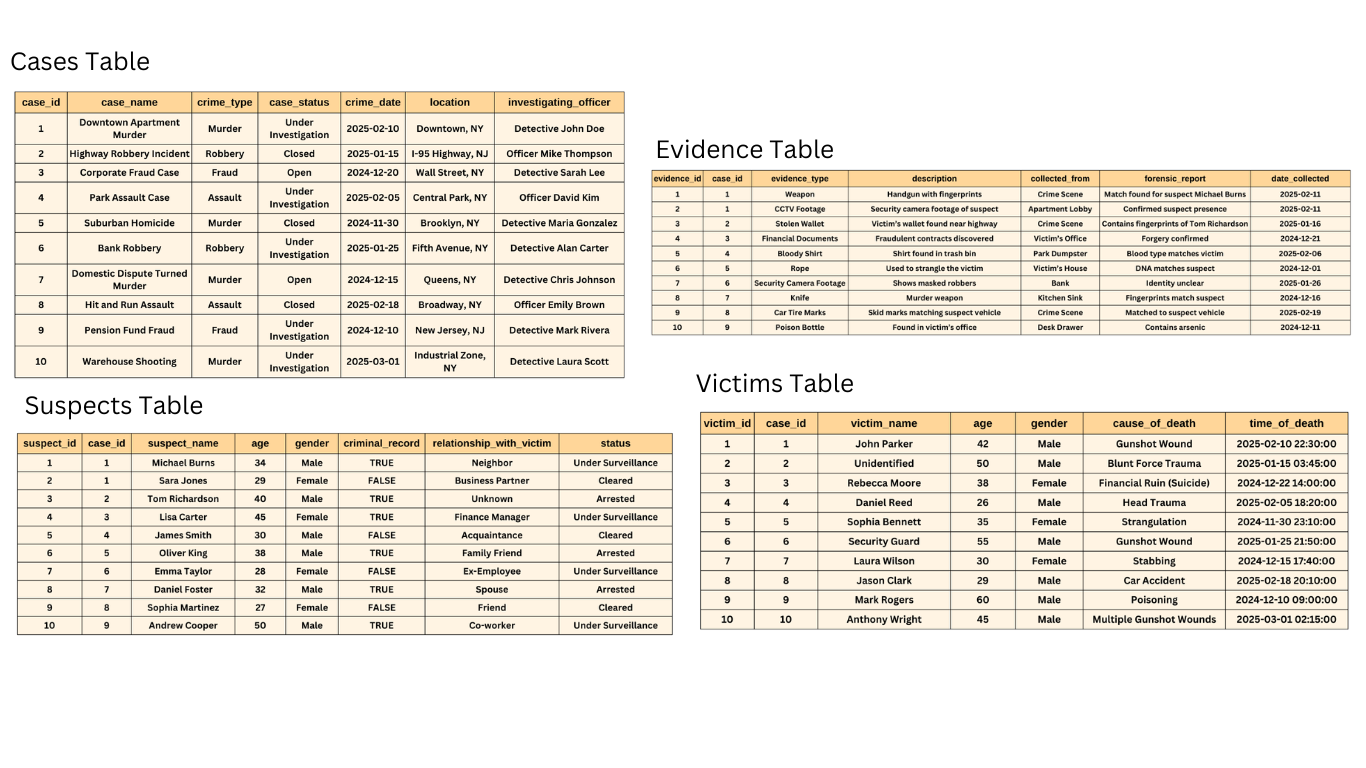 Cases Table
case_id case_name crime_type case_status crime_date location investigating_officer
1 Downtown Apartment Murder Murder Under Investigation 2025-02-10 Downtown, NY Detective John Doe
2 Highway Robbery Incident Robbery Closed 2025-01-15 I-95 Highway, NJ Officer Mike Thompson
3 Corporate Fraud Case Fraud Open 2024-12-20 Wall Street, NY Detective Sarah Lee
4 Park Assault Case Assault Under Investigation 2025-02-05 Central Park, NY Officer David Kim
5 Suburban Homicide Murder Closed 2024-11-30 Brooklyn, NY Detective Maria Gonzalez
6 Bank Robbery Robbery Under Investigation 2025-01-25 Fifth Avenue, NY Detective Alan Carter
7 Domestic Dispute Turned Murder Murder Open 2024-12-15 Queens, NY Detective Chris Johnson
8 Hit and Run Assault Assault Closed 2025-02-18 Broadway, NY Officer Emily Brown
9 Pension Fund Fraud Fraud Under Investigation 2024-12-10 New Jersey, NJ Detective Mark Rivera
10 Warehouse Shooting Murder Under Investigation 2025-03-01 Industrial Zone, NY Detective Laura Scott
Evidence Table
evidence_id case_id evidence_type description collected_from forensic_report date_collected
1 1 Weapon Handgun with fingerprints Crime Scene Match found for suspect Michael Burns 2025-02-11
2 1 CCTV Footage Security camera footage of suspect Apartment Lobby Confirmed suspect presence 2025-02-11
3 2 Stolen Wallet Victim's wallet found near highway Crime Scene Contains fingerprints of Tom Richardson 2025-01-16
4 3 Financial Documents Fraudulent contracts discovered Victim's Office Forgery confirmed 2024-12-21
5 4 Bloody Shirt Shirt found in trash bin Park Dumpster Blood type matches victim 2025-02-06
6 5 Rope Used to strangle the victim Victim's House DNA matches suspect 2024-12-01
7 6 Security Camera Footage Shows masked robbers Bank Identity unclear 2025-01-26
8 7 Knife Murder weapon Kitchen Sink Fingerprints match suspect 2024-12-16
9 8 Car Tire Marks Skid marks matching suspect vehicle Crime Scene Matched to suspect vehicle 2025-02-19
10 9 Poison Bottle Found in victim's office Desk Drawer Contains arsenic 2024-12-11
Suspects Table
suspect_id case_id suspect_name age gender criminal_record relationship_with_victim status
1 1 Michael Burns 34 Male TRUE Neighbor Under Surveillance
2 1 Sara Jones 29 Female FALSE Business Partner Cleared
3 2 Tom Richardson 40 Male TRUE Unknown Arrested
4 3 Lisa Carter 45 Female TRUE Finance Manager Under Surveillance
5 4 James Smith 30 Male FALSE Acquaintance Cleared
6 5 Oliver King 38 Male TRUE Family Friend Arrested
7 6 Emma Taylor 28 Female FALSE Ex-Employee Under Surveillance
8 7 Daniel Foster 32 Male TRUE Spouse Arrested
9 8 Sophia Martinez 27 Female FALSE Friend Cleared
10 9 Andrew Cooper 50 Male TRUE Co-worker Under Surveillance
Victims Table
victim_id case_id victim_name age gender cause_of_death time_of_death
1 1 John Parker 42 Male Gunshot Wound 2025-02-10 22:30:00
2 2 Unidentified 50 Male Blunt Force Trauma 2025-01-15 03:45:00
3 3 Rebecca Moore 38 Female Financial Ruin (Suicide) 2024-12-22 14:00:00
4 4 Daniel Reed 26 Male Head Trauma 2025-02-05 18:20:00
5 5 Sophia Bennett 35 Female Strangulation 2024-11-30 23:10:00
6 6 Security Guard 55 Male Gunshot Wound 2025-01-25 21:50:00
7 7 Laura Wilson 30 Female Stabbing 2024-12-15 17:40:00
8 8 Jason Clark 29 Male Car Accident 2025-02-18 20:10:00
9 9 Mark Rogers 60 Male Poisoning 2024-12-10 09:00:00
10 10 Anthony Wright 45 Male Multiple Gunshot Wounds 2025-03-01 02:15:00